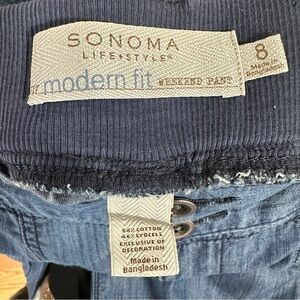 SONOMA
LIFE+STYLE™
modern fit WEEKEND PANT
8
Made in
Bangladesh
54% COTTON
46% LYOCELL
EXCLUSIVE OF
DECORATION
Made in
Bangladesh